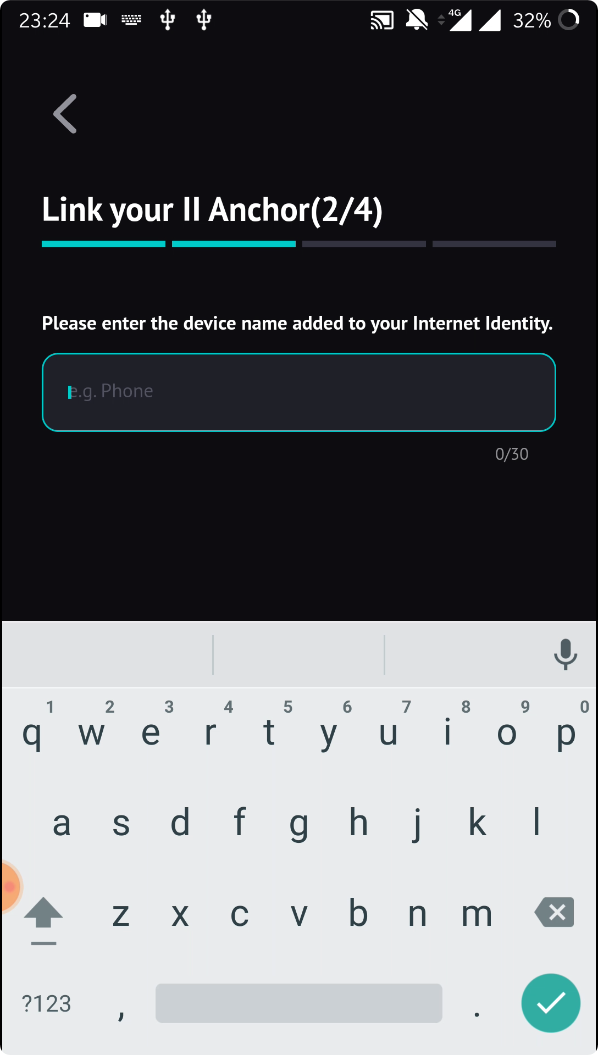 23:24 4G 32%
Link your II Anchor(2/4)
Please enter the device name added to your Internet Identity.
e.g. Phone
0/30
1 2 3 4 5 6 7 8 9 0
q w e r t y u i o p
a s d f g h j k l
z x c v b n m
?123 , .